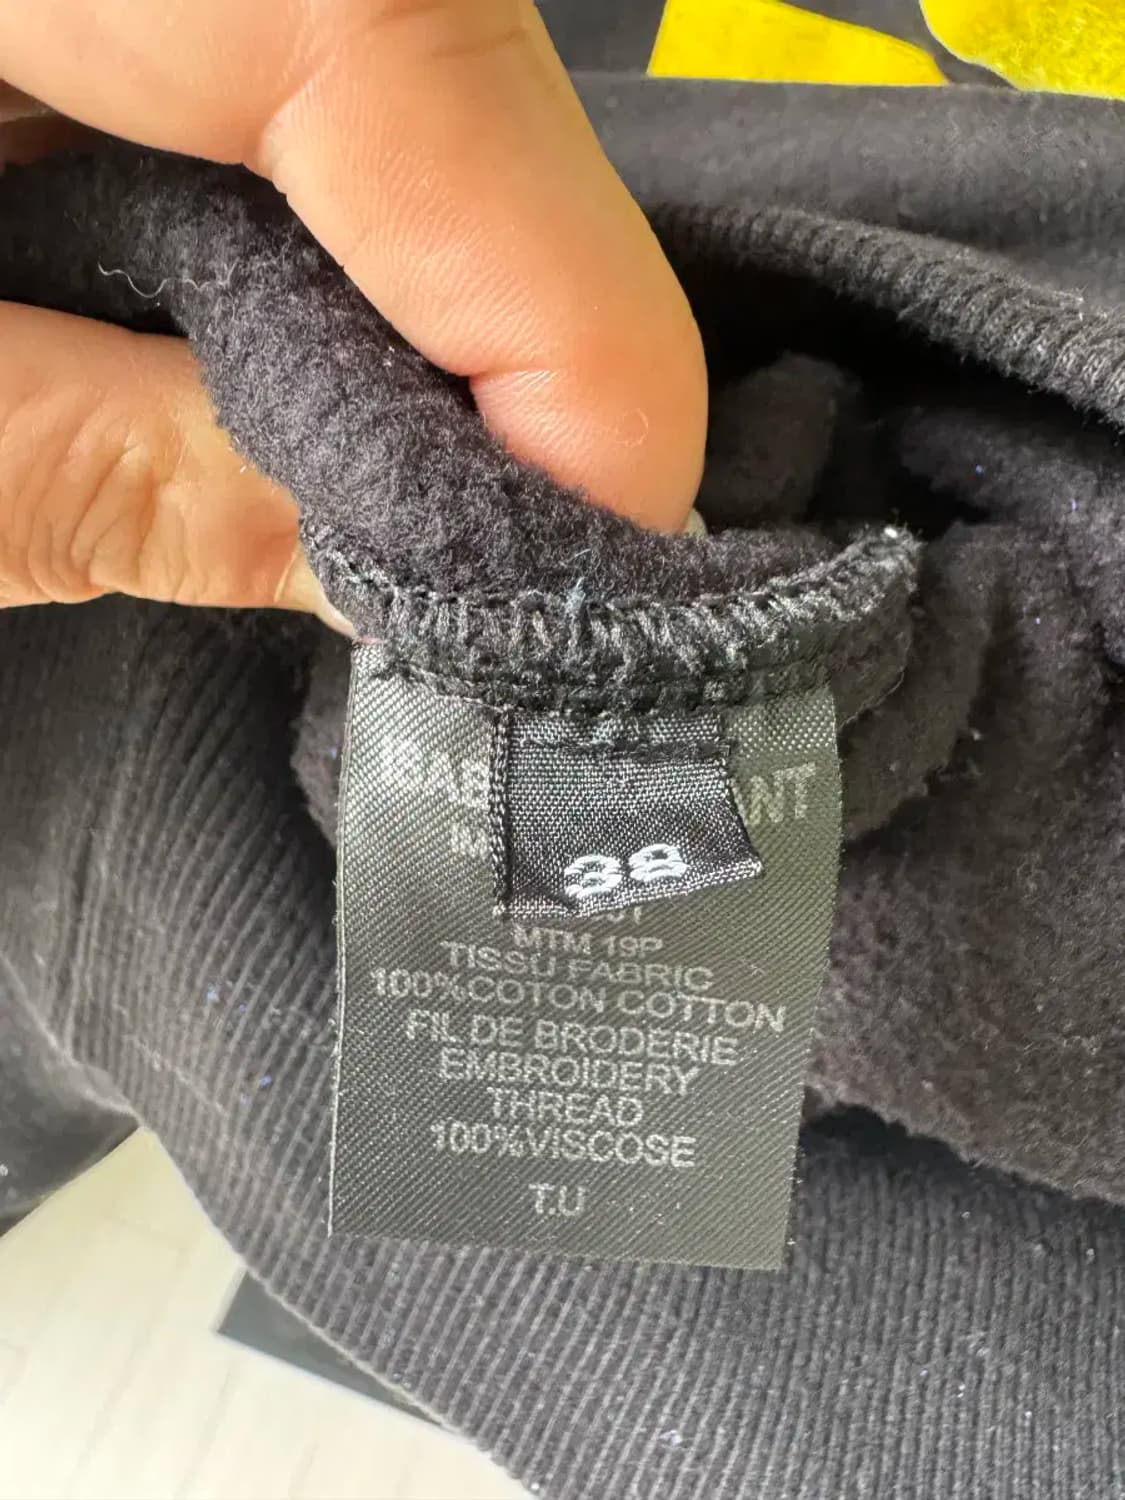 38
MTM 19P
TISSU FABRIC
100%COTON COTTON
FIL DE BRODERIE
EMBROIDERY
THREAD
100%VISCOSE
T.U